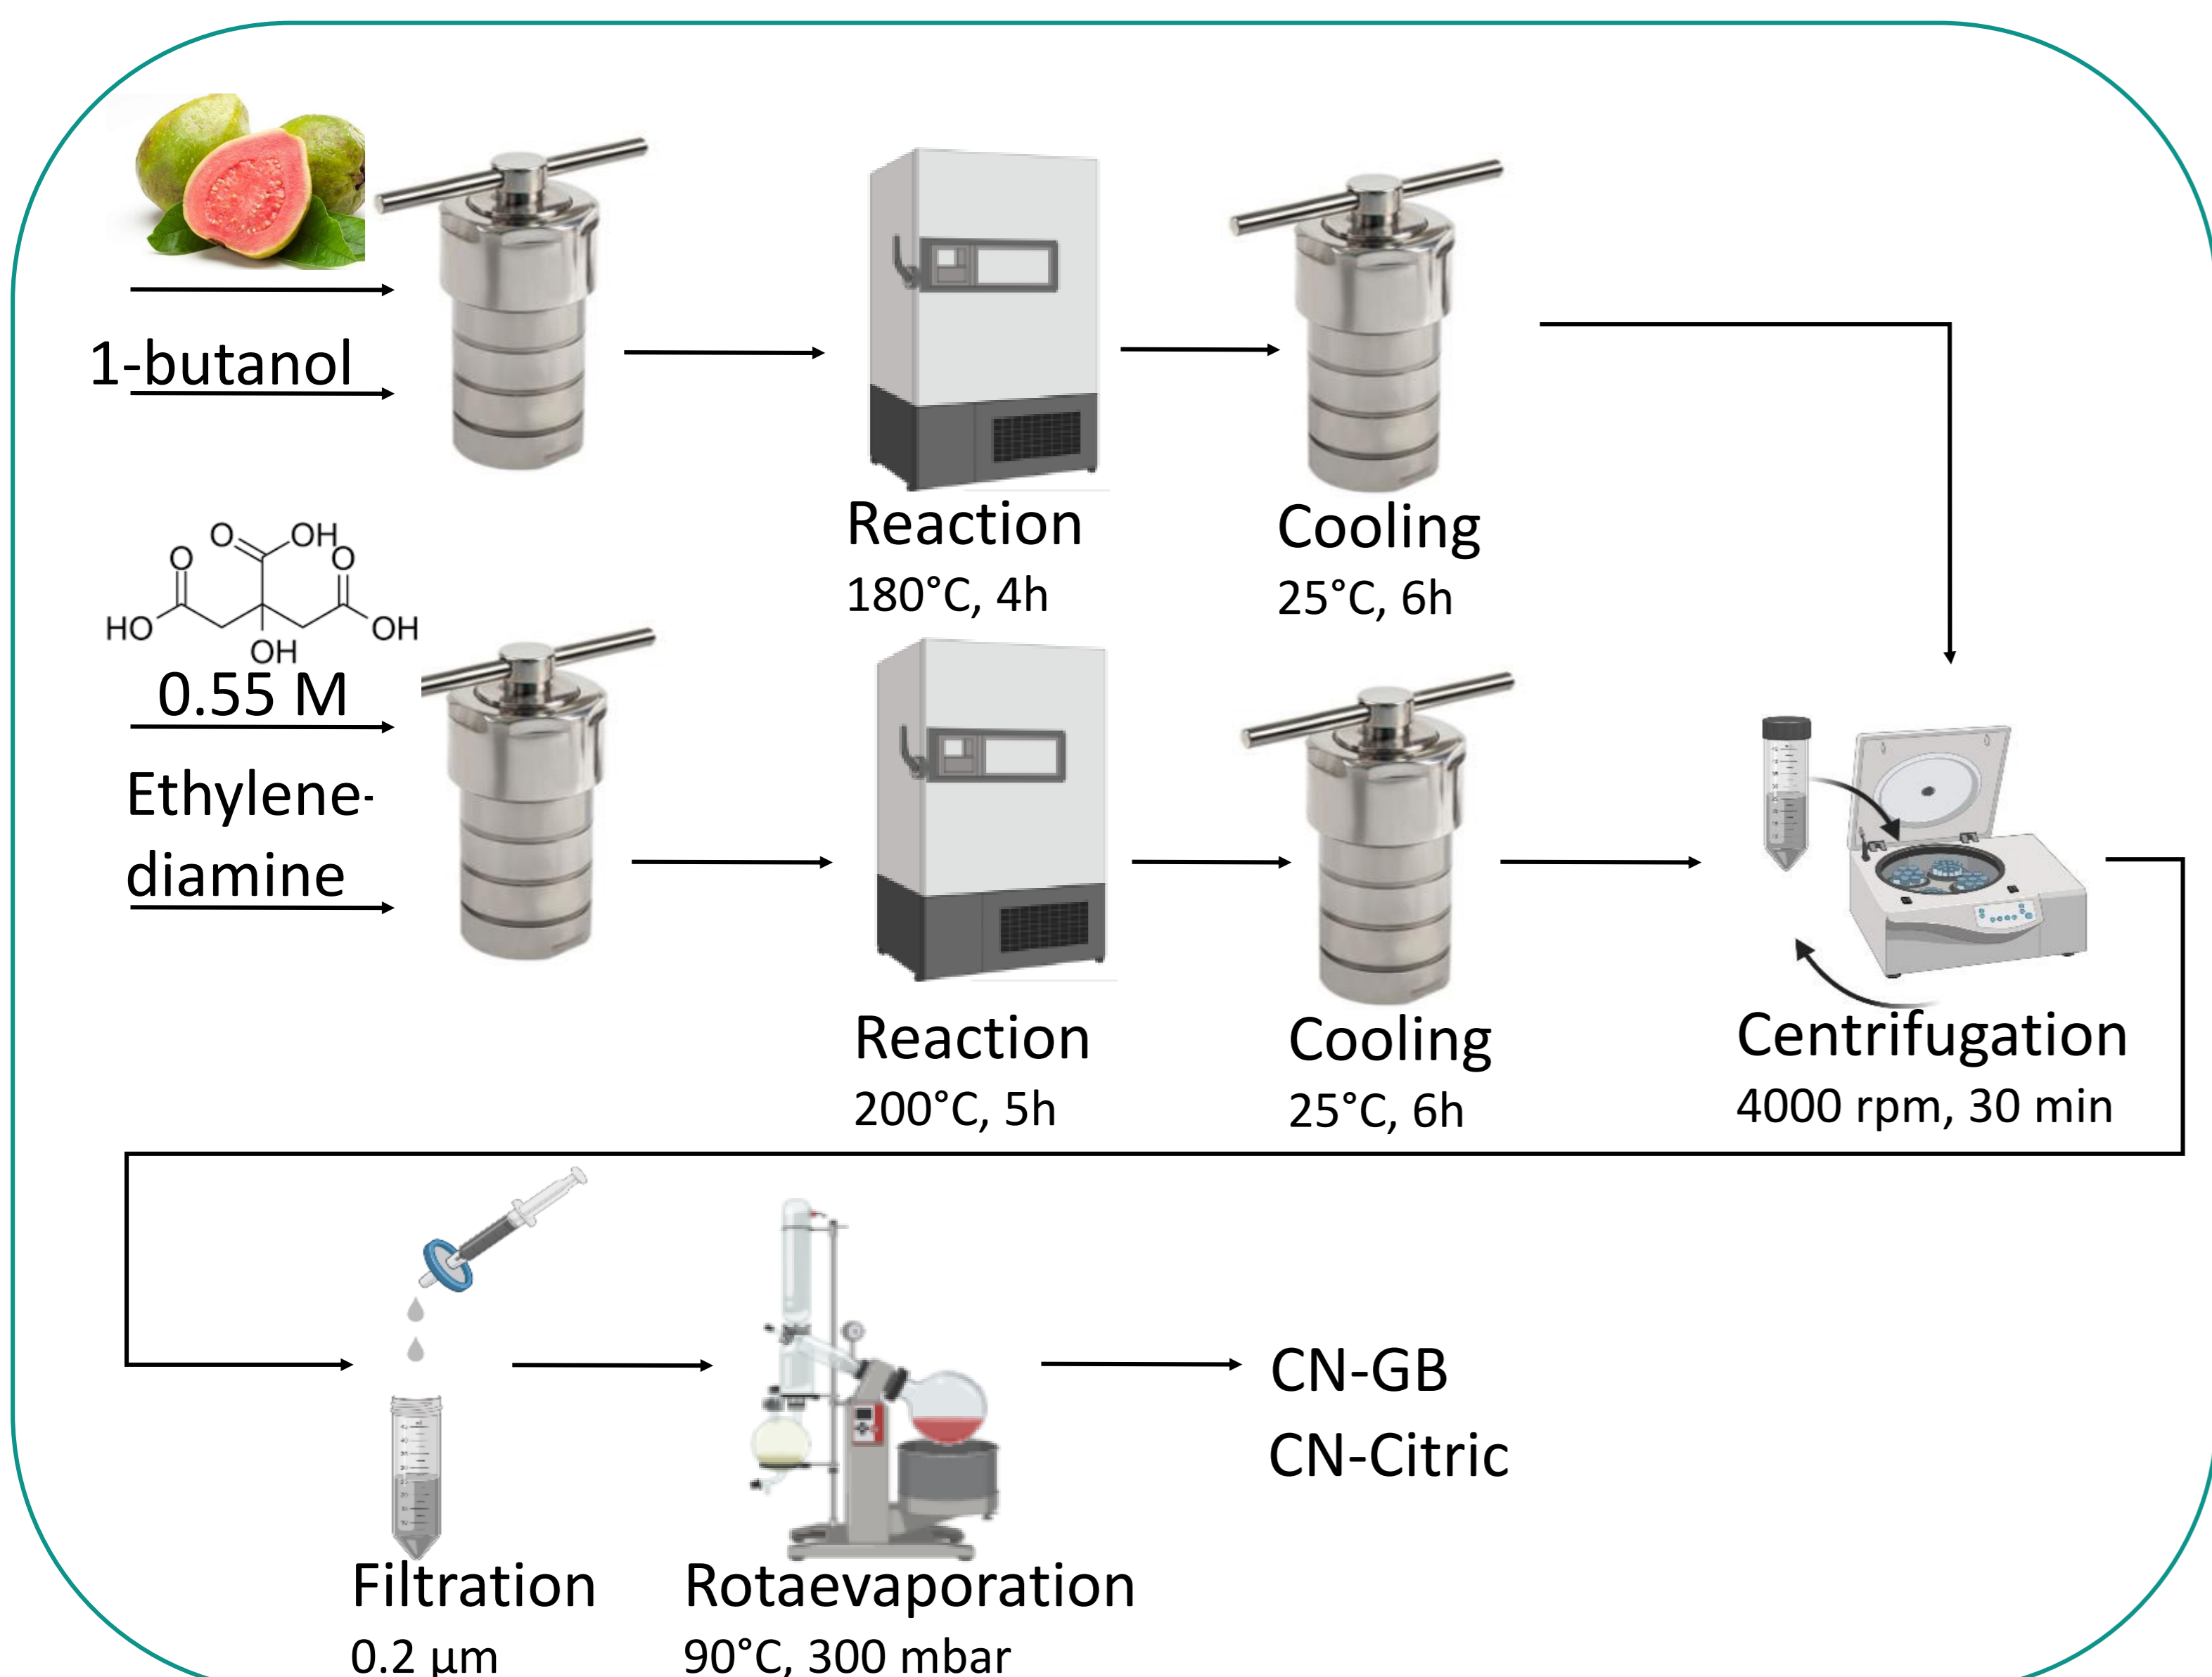 1-butanol
Reaction
180°C, 4h
Cooling
25°C, 6h
O
OH
O
O
HO
OH
OH
0.55 M
Ethylene-
diamine
Reaction
200°C, 5h
Cooling
25°C, 6h
Centrifugation
4000 rpm, 30 min
Filtration
0.2 µm
Rotaevaporation
90°C, 300 mbar
CN-GB
CN-Citric